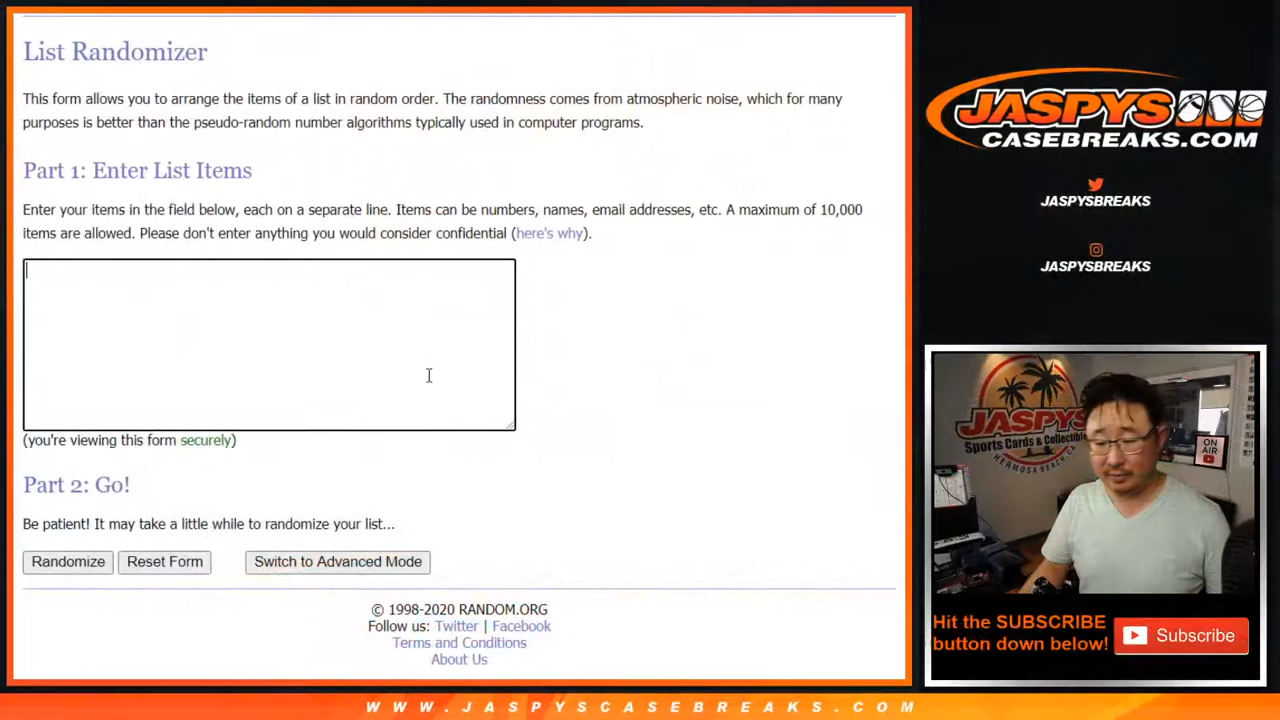 List Randomizer
This form allows you to arrange the items of a list in random order. The randomness comes from atmospheric noise, which for many
purposes is better than the pseudo-random number algorithms typically used in computer programs.
Part 1: Enter List Items
Enter your items in the field below, each on a separate line. Items can be numbers, names, email addresses, etc. A maximum of 10,000
items are allowed. Please don't enter anything you would consider confidential (here's why).
(you're viewing this form securely)
Part 2: Go!
Be patient! It may take a little while to randomize your list...
Randomize
Reset Form
Switch to Advanced Mode
© 1998-2020 RANDOM.ORG
Follow us: Twitter | Facebook
Terms and Conditions
About Us
JASPYS
CASEBREAKS.COM
JASPYSBREAKS
JASPYSBREAKS
JASPYS
Sports Cards & Collectible
HERMOSA BEACH, CA
ON
AIR
Hit the SUBSCRIBE
button down below!
Subscribe
WWW.JASPYSCASEBREAKS.COM